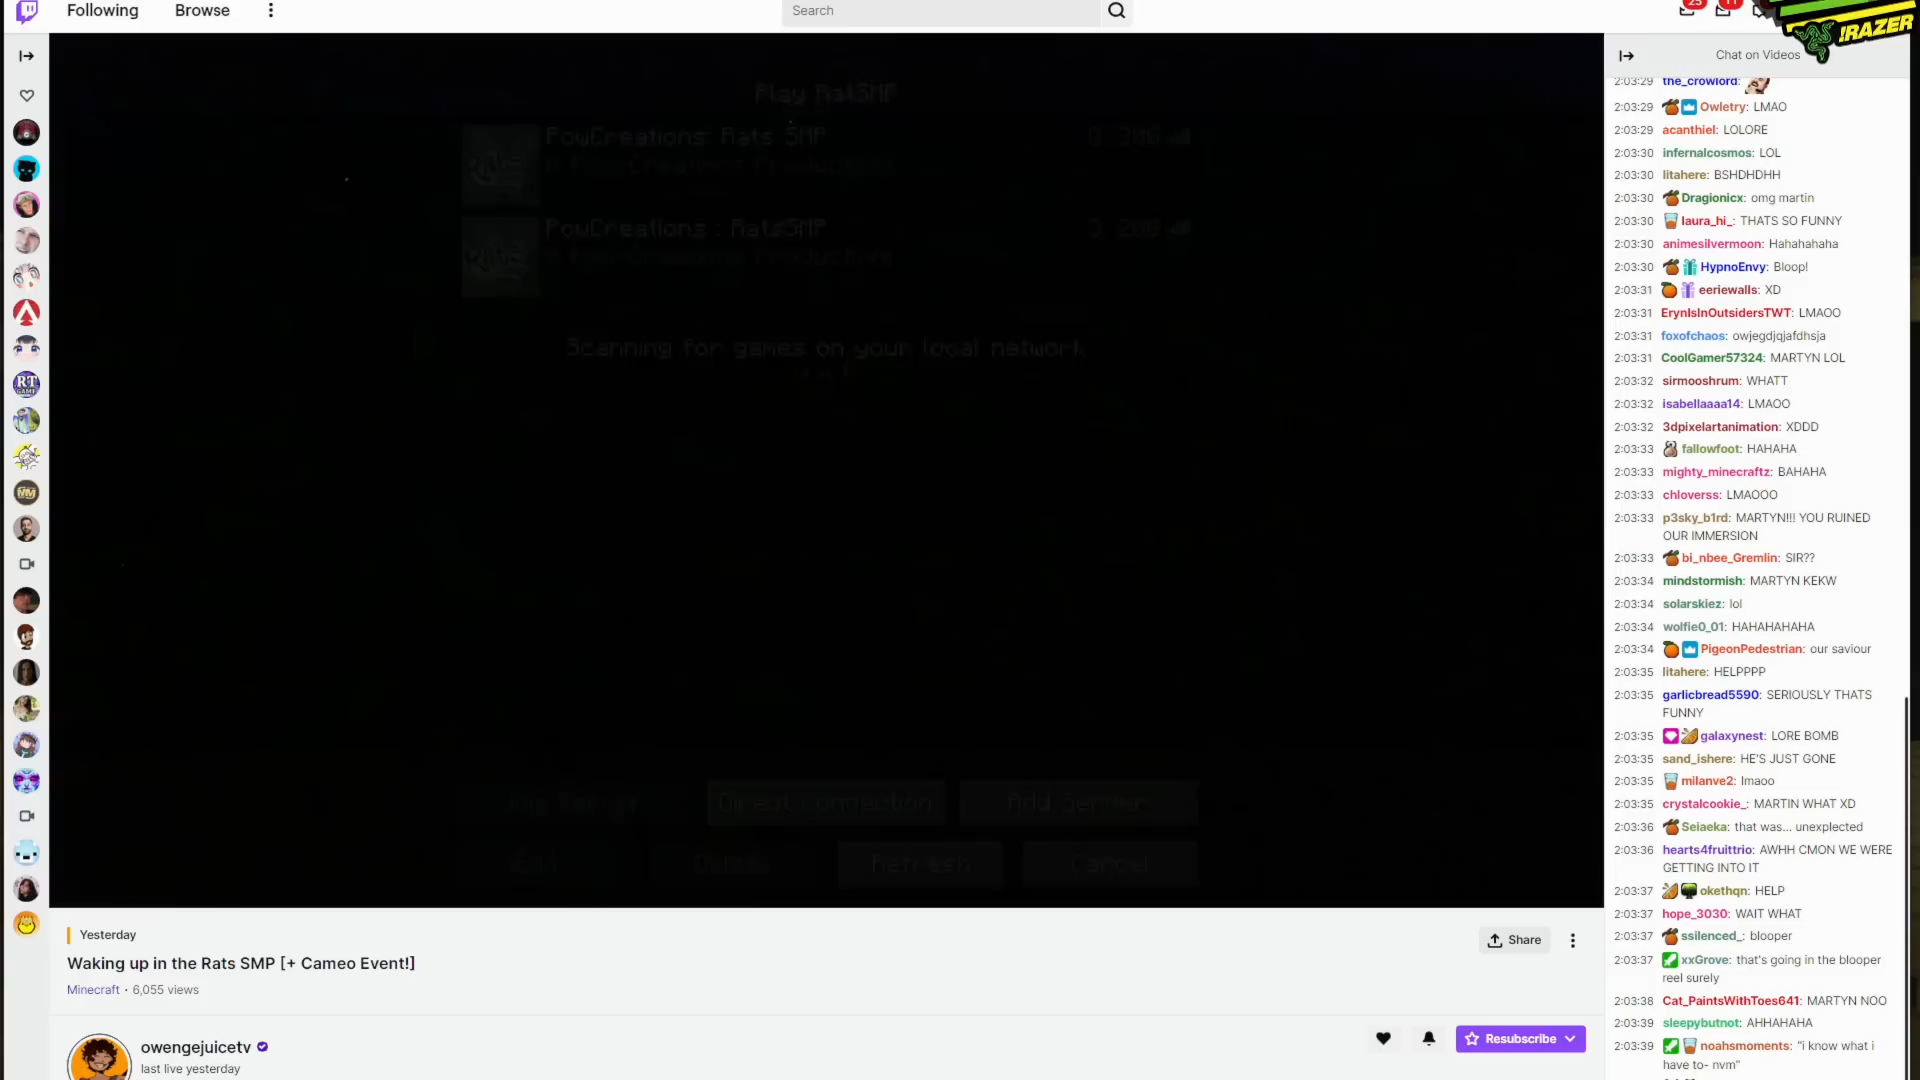 Following
Browse
Search
25
11
!RAZER
Chat on Videos
RT
GAME
Play RatsSMP
PowCreations: Rats SMP
PowCreations : RatsSMP
Scanning for games on your local network
Join Server
Direct Connection
Add Server
Edit
Delete
Refresh
Cancel
2:03:29 the_crowlord:
2:03:29 Owletry: LMAO
2:03:29 acanthiel: LOLORE
2:03:30 infernalcosmos: LOL
2:03:30 litahere: BSHDHDHH
2:03:30 Dragionicx: omg martin
2:03:30 laura_hi_: THATS SO FUNNY
2:03:30 animesilvermoon: Hahahahaha
2:03:30 HypnoEnvy: Bloop!
2:03:31 eeriewalls: XD
2:03:31 ErynIsInOutsidersTWT: LMAOO
2:03:31 foxofchaos: owjegdjqjafdhsja
2:03:31 CoolGamer57324: MARTYN LOL
2:03:32 sirmooshrum: WHATT
2:03:32 isabellaaaa14: LMAOO
2:03:32 3dpixelartanimation: XDDD
2:03:33 fallowfoot: HAHAHA
2:03:33 mighty_minecraftz: BAHAHA
2:03:33 chloverss: LMAOOO
2:03:33 p3sky_b1rd: MARTYN!!! YOU RUINED
OUR IMMERSION
2:03:33 bi_nbee_Gremlin: SIR??
2:03:34 mindstormish: MARTYN KEKW
2:03:34 solarskiez: lol
2:03:34 wolfie0_01: HAHAHAHAHA
2:03:34 PigeonPedestrian: our saviour
2:03:35 litahere: HELPPPP
2:03:35 garlicbread5590: SERIOUSLY THATS
FUNNY
2:03:35 galaxynest: LORE BOMB
2:03:35 sand_ishere: HE'S JUST GONE
2:03:35 milanve2: lmaoo
2:03:35 crystalcookie_: MARTIN WHAT XD
2:03:36 Seiaeka: that was... unexplected
2:03:36 hearts4fruittrio: AWHH CMON WE WERE
GETTING INTO IT
2:03:37 okethqn: HELP
2:03:37 hope_3030: WAIT WHAT
2:03:37 ssilenced_: blooper
2:03:37 xxGrove: that's going in the blooper
reel surely
2:03:38 Cat_PaintsWithToes641: MARTYN NOO
2:03:39 sleepybutnot: AHHAHAHA
2:03:39 noahsmoments: "i know what i
have to- nvm"
Yesterday
Share
Waking up in the Rats SMP [+ Cameo Event!]
Minecraft • 6,055 views
owengejuicetv
last live yesterday
Resubscribe